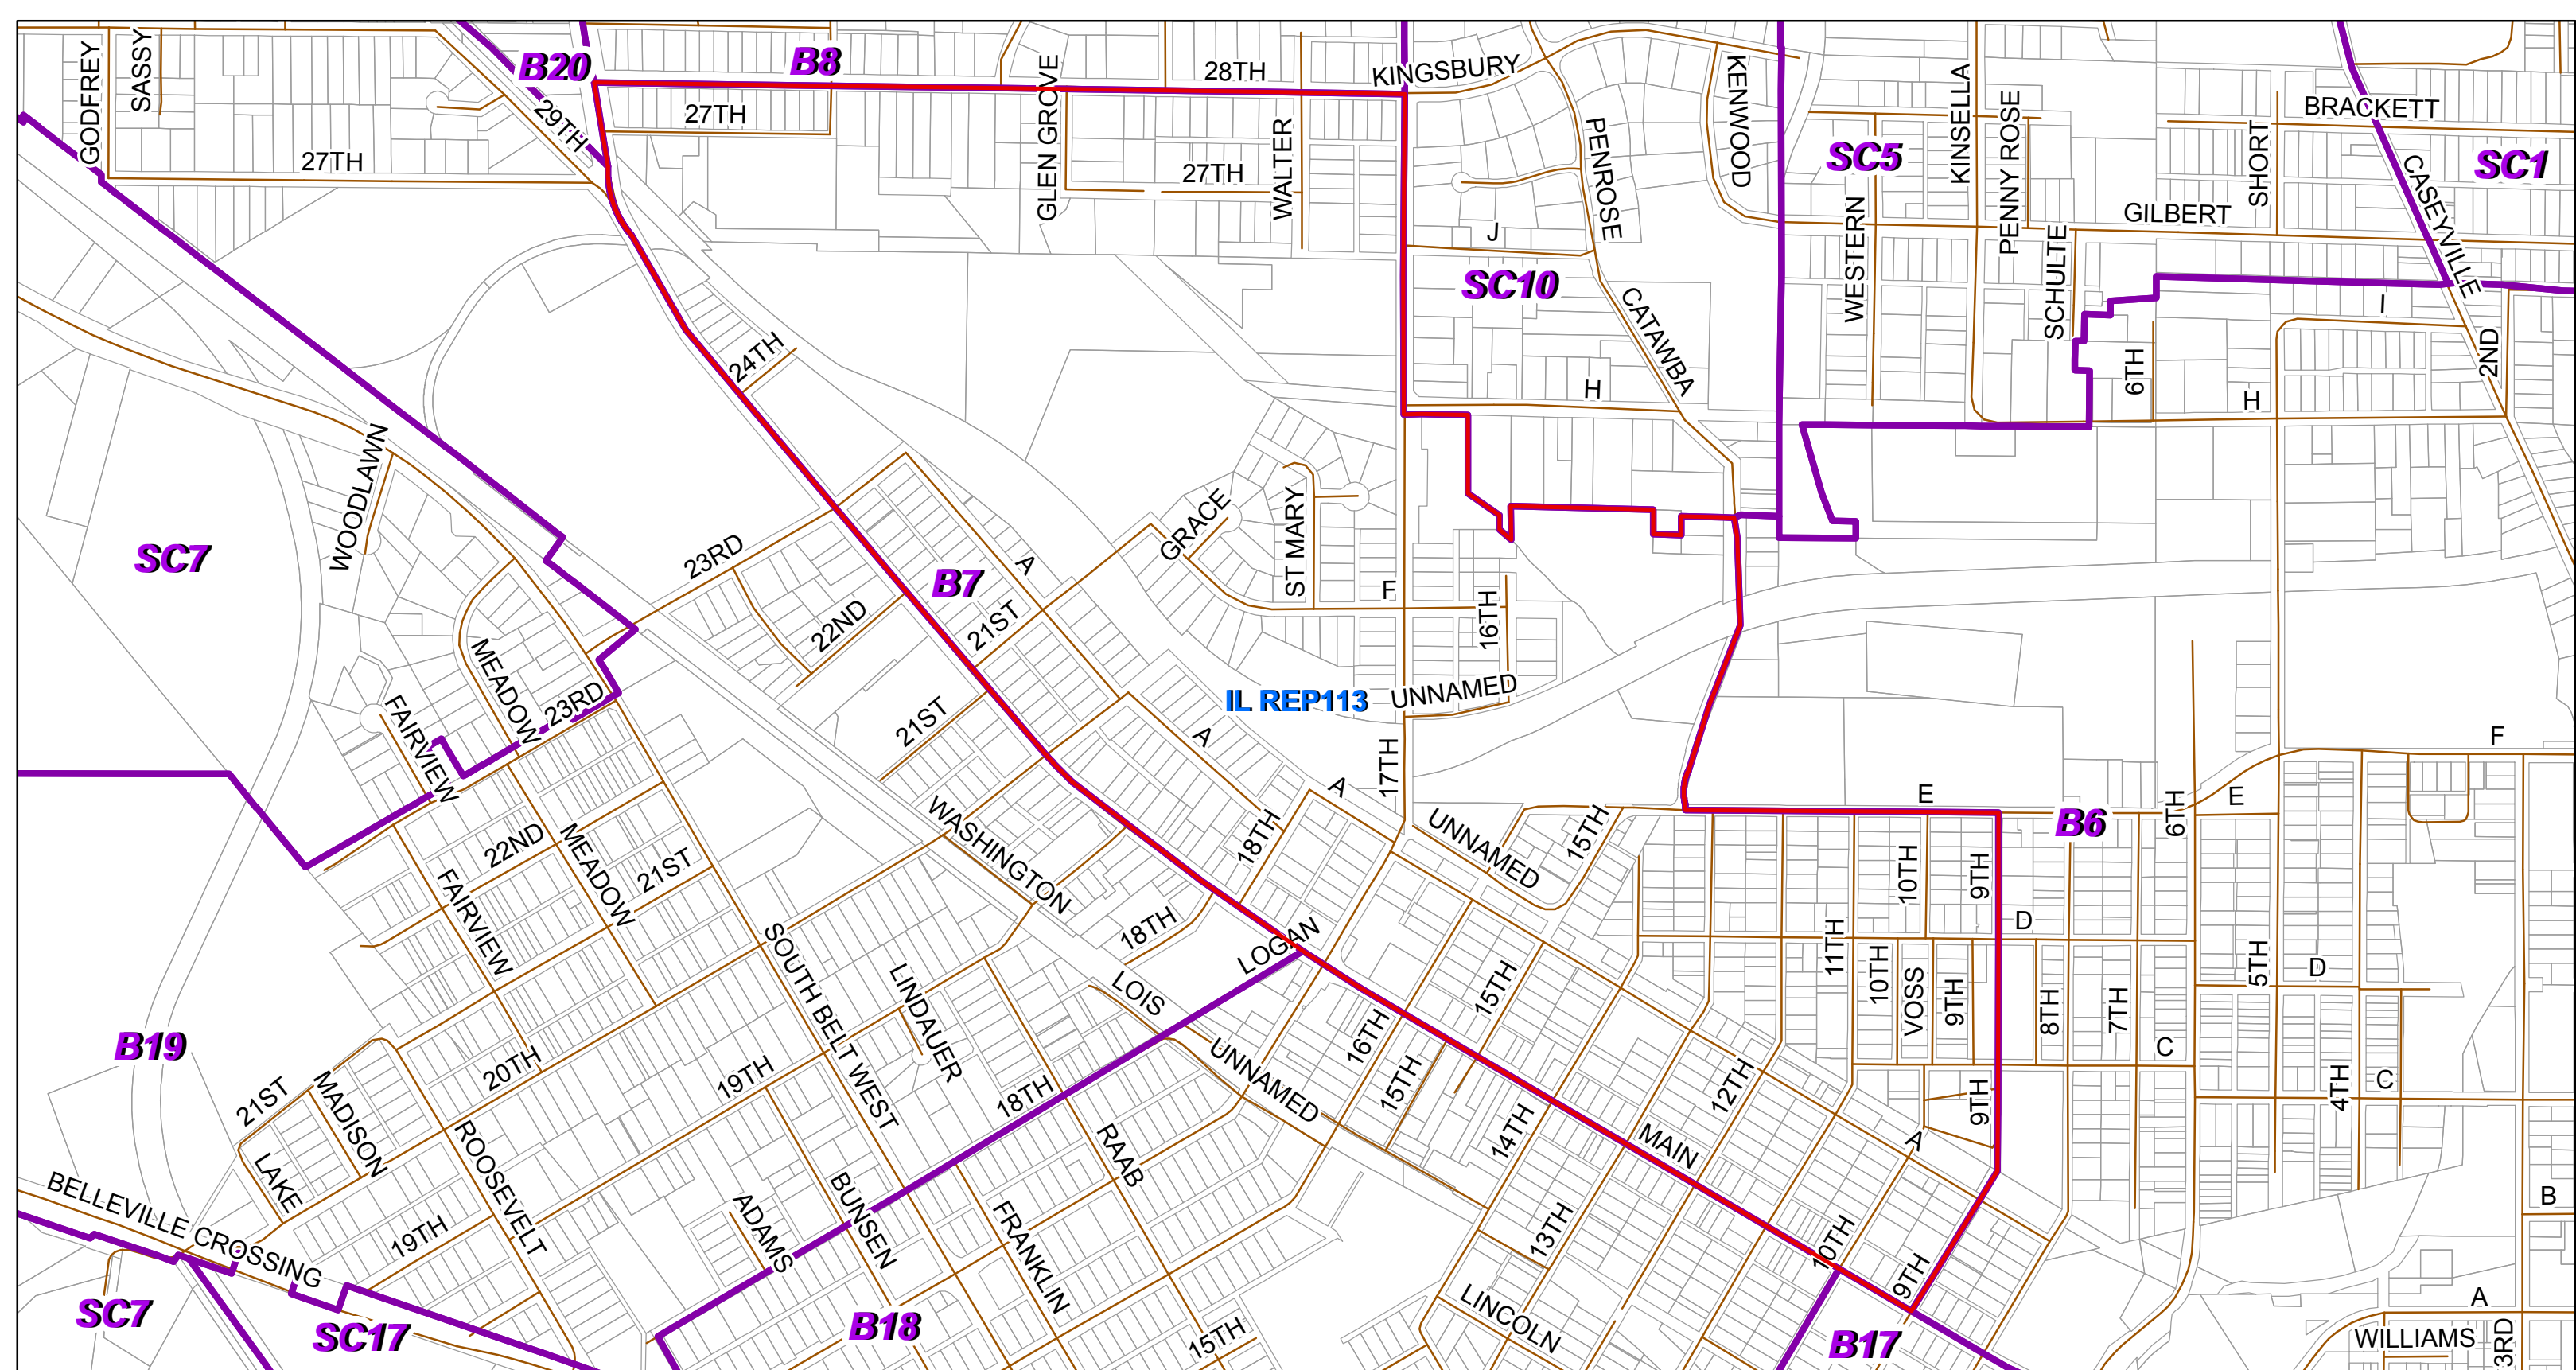 B20
B8
28TH
KINGSBURY
KENWOOD
GODFREY
SASSY
29TH
27TH
27TH
GLEN GROVE
27TH
WALTER
PENROSE
J
SC10
SC5
WESTERN
KINSELLA
PENNY ROSE
SCHULTE
GILBERT
SHORT
BRACKETT
CASEYVILLE
SC1
I
2ND
6TH
H
H
CATAWBA
24TH
WOODLAWN
SC7
23RD
22ND
B7
A
21ST
GRACE
ST MARY
F
16TH
IL REP113
UNNAMED
17TH
MEADOW
23RD
FAIRVIEW
21ST
A
A
WASHINGTON
18TH
18TH
UNNAMED
15TH
E
B6
6TH
E
F
10TH
9TH
D
22ND
MEADOW
21ST
FAIRVIEW
SOUTH BELT WEST
LINDAUER
LOGAN
LOIS
UNNAMED
16TH
15TH
15TH
11TH
10TH
VOSS
9TH
8TH
7TH
5TH
D
C
C
4TH
B19
21ST
MADISON
LAKE
20TH
19TH
18TH
RAAB
14TH
12TH
MAIN
A
9TH
B
BELLEVILLE CROSSING
ROOSEVELT
19TH
ADAMS
BUNSEN
FRANKLIN
13TH
10TH
9TH
SC7
SC17
B18
15TH
LINCOLN
B17
A
WILLIAMS
3RD